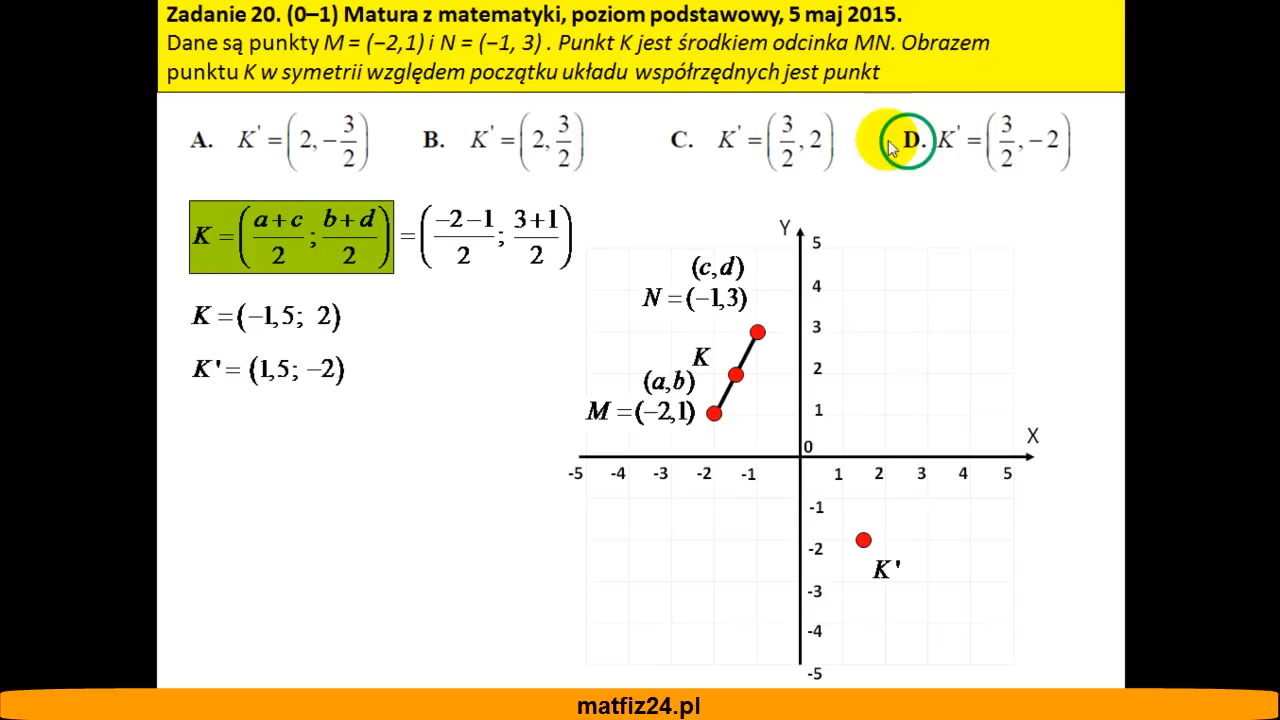 Zadanie 20. (0–1) Matura z matematyki, poziom podstawowy, 5 maj 2015.
Dane są punkty M = (−2,1) i N = (−1, 3) . Punkt K jest środkiem odcinka MN. Obrazem
punktu K w symetrii względem początku układu współrzędnych jest punkt
A. K' = (2, −3/2) B. K' = (2, 3/2) C. K' = (3/2, 2) D. K' = (3/2, −2)
K = (a+c/2 ; b+d/2) = (−2−1/2 ; 3+1/2)
K = (−1,5; 2)
K' = (1,5; −2)
Y
5
(c,d)
4
N = (−1,3)
3
K
2
(a,b)
M = (−2,1)
1
X
0
-5 -4 -3 -2 -1 1 2 3 4 5
-1
-2
K'
-3
-4
-5
matfiz24.pl